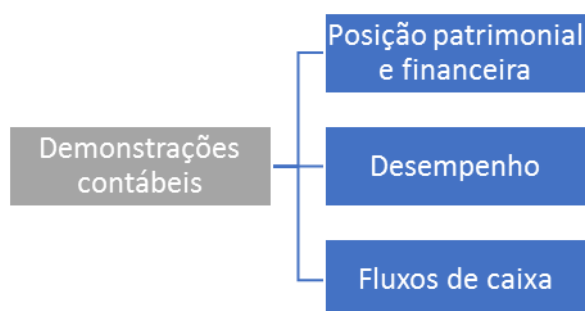 Demonstrações
contábeis
Posição patrimonial
e financeira
Desempenho
Fluxos de caixa